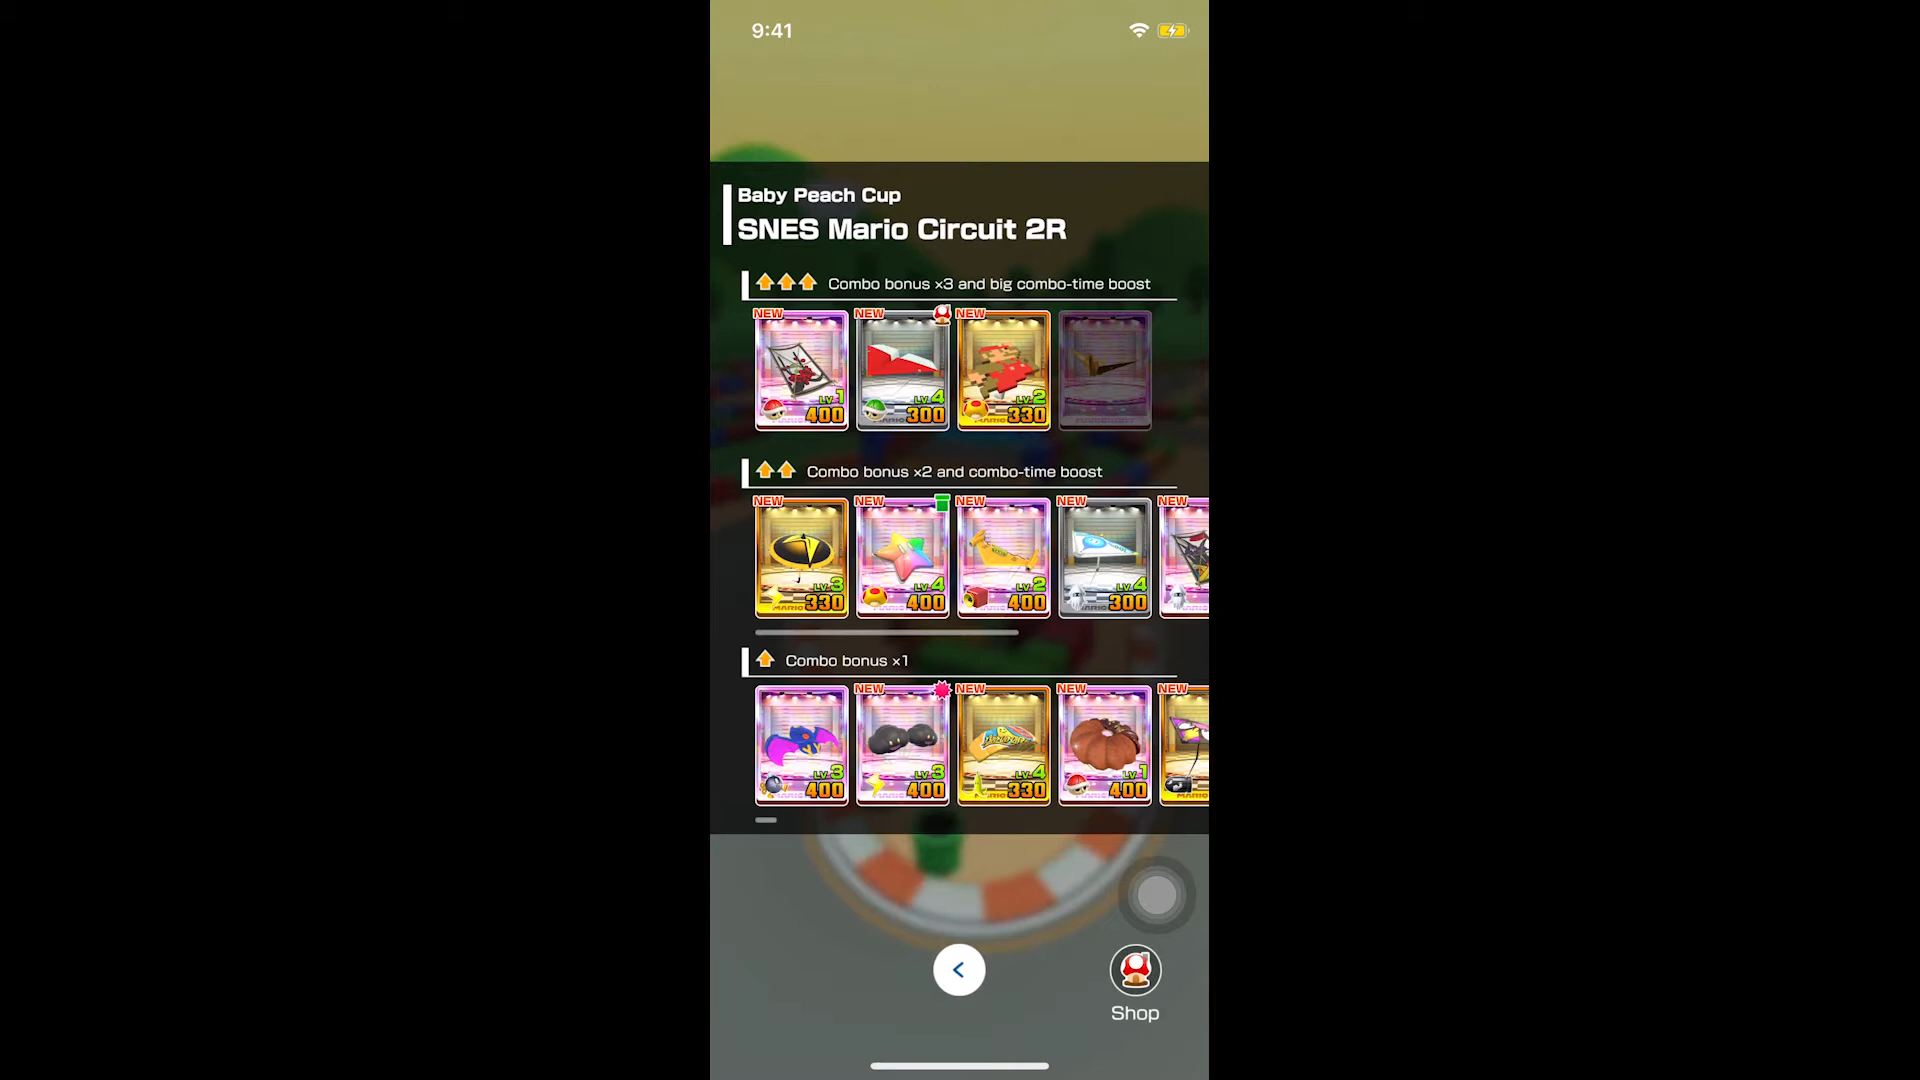 9:41
Baby Peach Cup
SNES Mario Circuit 2R
Combo bonus ×3 and big combo-time boost
NEW NEW NEW
LV.1 LV.4 LV.2
400 300 330
Combo bonus ×2 and combo-time boost
NEW NEW NEW NEW NEW
LV.3 LV.4 LV.2 LV.4
330 400 400 300
Combo bonus ×1
NEW NEW NEW NEW
LV.3 LV.3 LV.4 LV.1
400 400 330 400
Shop